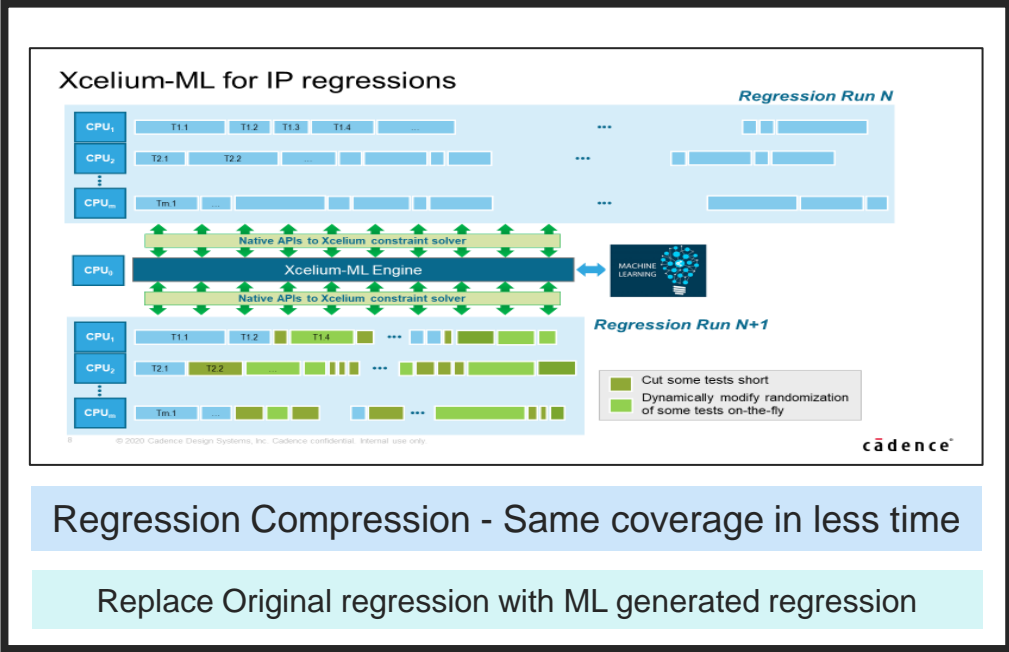 Xcelium-ML for IP regressions
Regression Run N
CPU₁ T1.1 T1.2 T1.3 T1.4 ... ...
CPU₂ T2.1 T2.2 ... ...
CPUₘ Tm.1 ... ...
Native APIs to Xcelium constraint solver
CPU₀ Xcelium-ML Engine MACHINE LEARNING
Native APIs to Xcelium constraint solver
Regression Run N+1
CPU₁ T1.1 T1.2 T1.4 ...
CPU₂ T2.1 T2.2 ... ...
CPUₘ Tm.1 ... ...
Cut some tests short
Dynamically modify randomization
of some tests on-the-fly
8 © 2020 Cadence Design Systems, Inc. Cadence confidential. Internal use only.
cādence®
Regression Compression - Same coverage in less time
Replace Original regression with ML generated regression